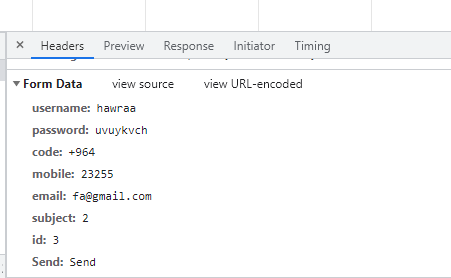 × Headers Preview Response Initiator Timing
▼ Form Data view source view URL-encoded
username: hawraa
password: uvuykvch
code: +964
mobile: 23255
email: fa@gmail.com
subject: 2
id: 3
Send: Send